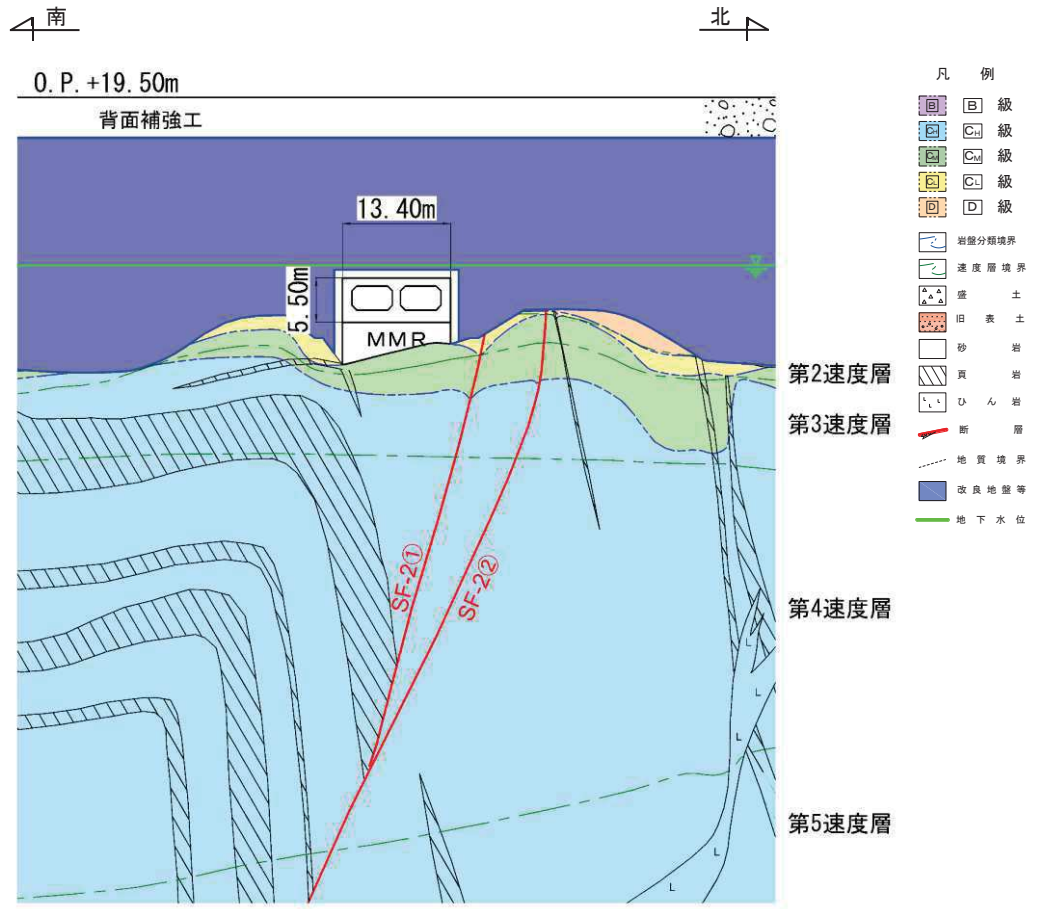 南
北
O.P.+19.50m
背面補強工
13.40m
5.50m
MMR
SF-2①
SF-2②
第2速度層
第3速度層
第4速度層
第5速度層
L
L
L
L
L
凡 例
B B 級
CH CH 級
CM CM 級
CL CL 級
D D 級
岩盤分類境界
速度層境界
盛 土
旧 表 土
砂 岩
頁 岩
ひ ん 岩
断 層
地 質 境 界
改 良 地 盤 等
地 下 水 位